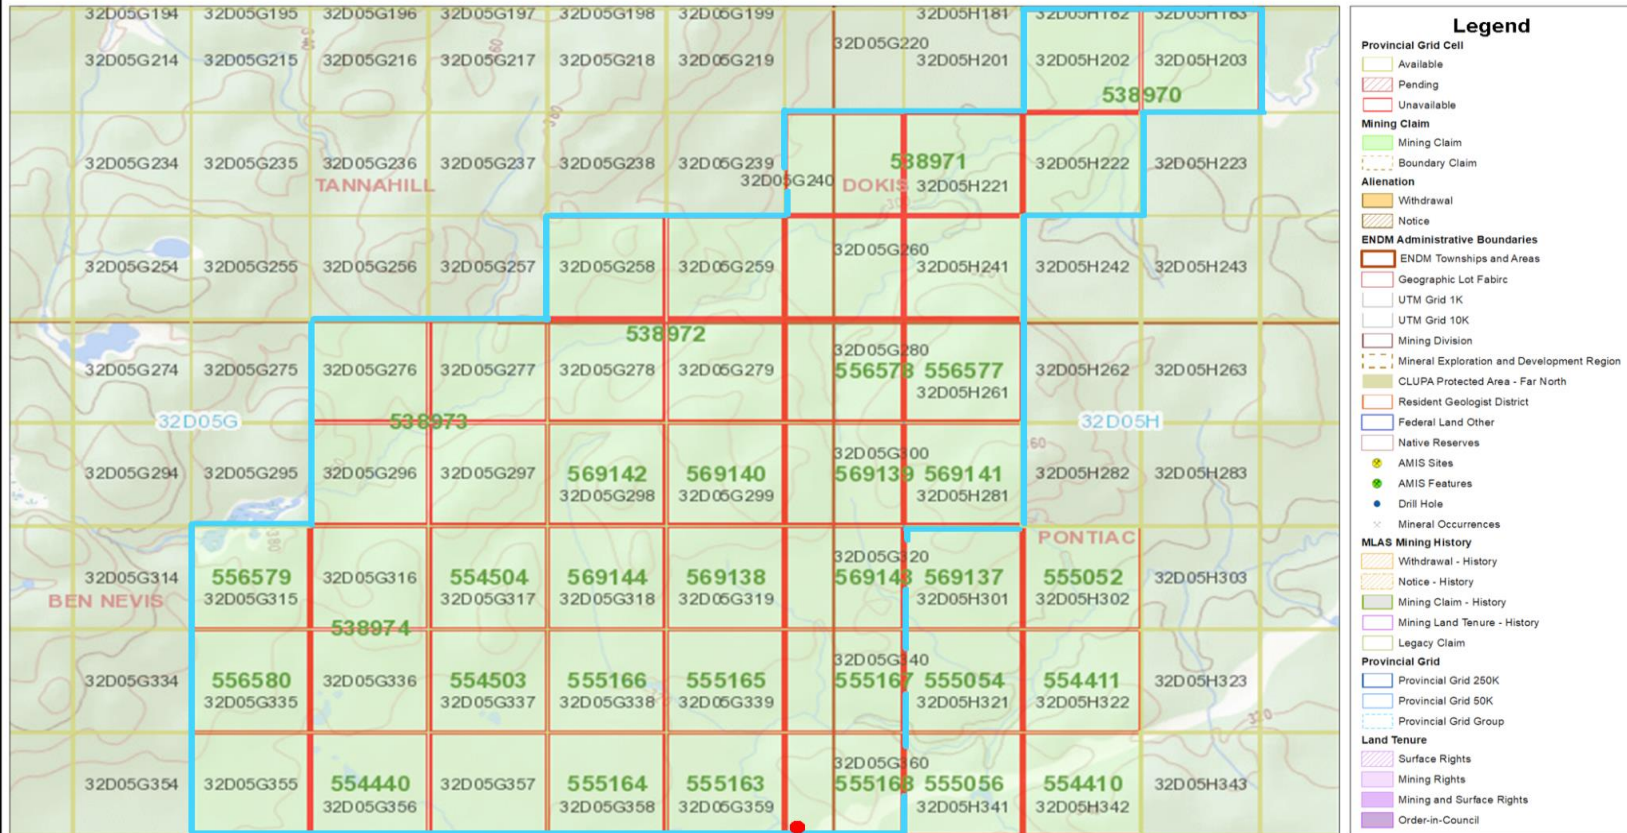 32D05G194 32D05G195 32D05G196 32D05G197 32D05G198 32D05G199 32D05H181 32D05H182 32D05H183
32D05G220
32D05G214 32D05G215 32D05G216 32D05G217 32D05G218 32D05G219 32D05H201 32D05H202 32D05H203
538970
32D05G234 32D05G235 32D05G236 32D05G237 32D05G238 32D05G239 538971 32D05H222 32D05H223
TANNAHILL 32D05G240 DOKIS 32D05H221
32D05G260
32D05G254 32D05G255 32D05G256 32D05G257 32D05G258 32D05G259 32D05H241 32D05H242 32D05H243
538972
32D05G280
32D05G274 32D05G275 32D05G276 32D05G277 32D05G278 32D05G279 556578 556577 32D05H262 32D05H263
32D05H261
32D05G 538973 32D05H
60
32D05G300
32D05G294 32D05G295 32D05G296 32D05G297 569142 569140 569139 569141 32D05H282 32D05H283
32D05G298 32D05G299 32D05H281
380 PONTIAC
32D05G320
32D05G314 556579 32D05G316 554504 569144 569138 569143 569137 555052 32D05H303
BEN NEVIS 32D05G315 32D05G317 32D05G318 32D05G319 32D05H301 32D05H302
538974
32D05G340
32D05G334 556580 32D05G336 554503 555166 555165 555167 555054 554411 32D05H323
32D05G335 32D05G337 32D05G338 32D05G339 32D05H321 32D05H322
320
32D05G360
32D05G354 32D05G355 554440 32D05G357 555164 555163 555168 555056 554410 32D05H343
32D05G356 32D05G358 32D05G359 32D05H341 32D05H342
Legend
Provincial Grid Cell
Available
Pending
Unavailable
Mining Claim
Mining Claim
Boundary Claim
Alienation
Withdrawal
Notice
ENDM Administrative Boundaries
ENDM Townships and Areas
Geographic Lot Fabirc
UTM Grid 1K
UTM Grid 10K
Mining Division
Mineral Exploration and Development Region
CLUPA Protected Area - Far North
Resident Geologist District
Federal Land Other
Native Reserves
AMIS Sites
AMIS Features
Drill Hole
Mineral Occurrences
MLAS Mining History
Withdrawal - History
Notice - History
Mining Claim - History
Mining Land Tenure - History
Legacy Claim
Provincial Grid
Provincial Grid 250K
Provincial Grid 50K
Provincial Grid Group
Land Tenure
Surface Rights
Mining Rights
Mining and Surface Rights
Order-in-Council